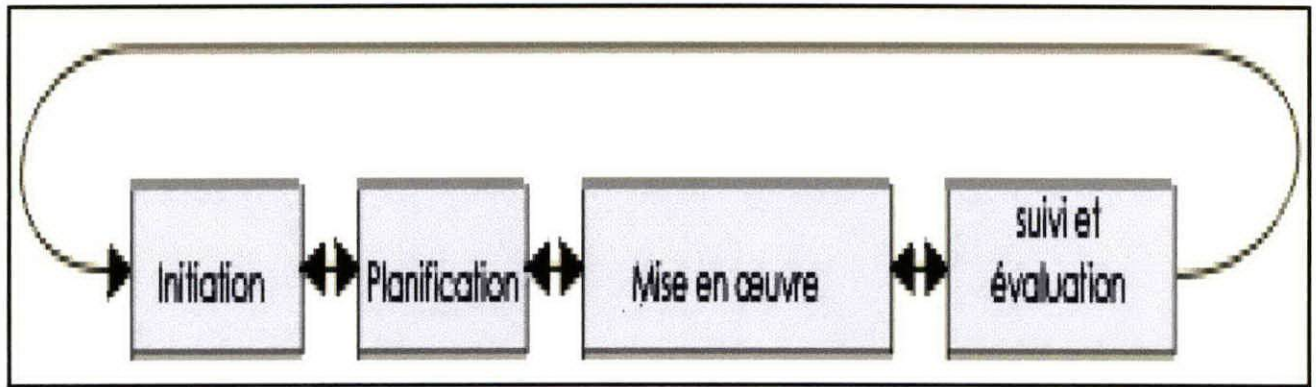 Initiation
Planification
Mise en œuvre
suivi et
évaluation